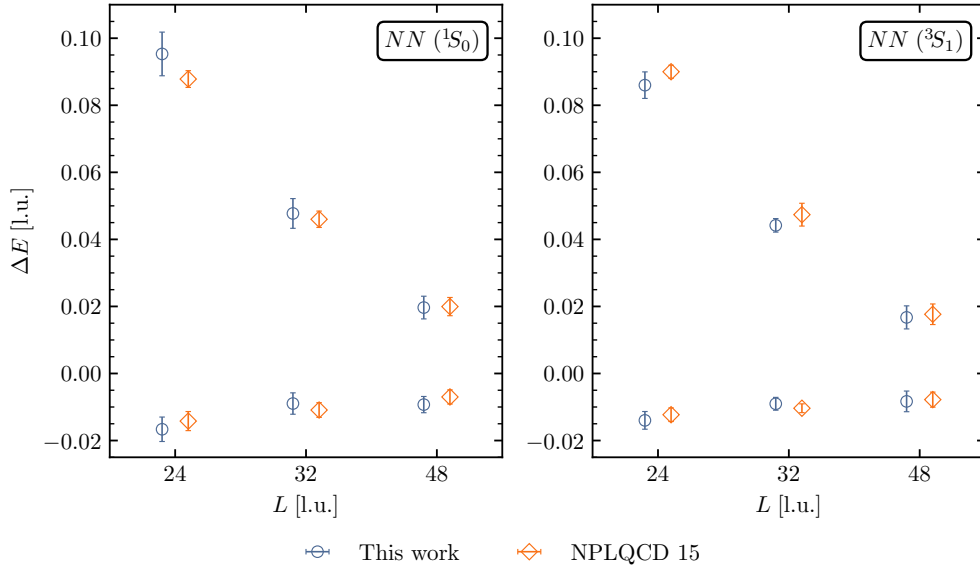 NN (¹S₀)
0.10
0.08
0.06
0.04
0.02
0.00
−0.02
ΔE [l.u.]
24
32
48
L [l.u.]
NN (³S₁)
0.10
0.08
0.06
0.04
0.02
0.00
−0.02
24
32
48
L [l.u.]
This work
NPLQCD 15